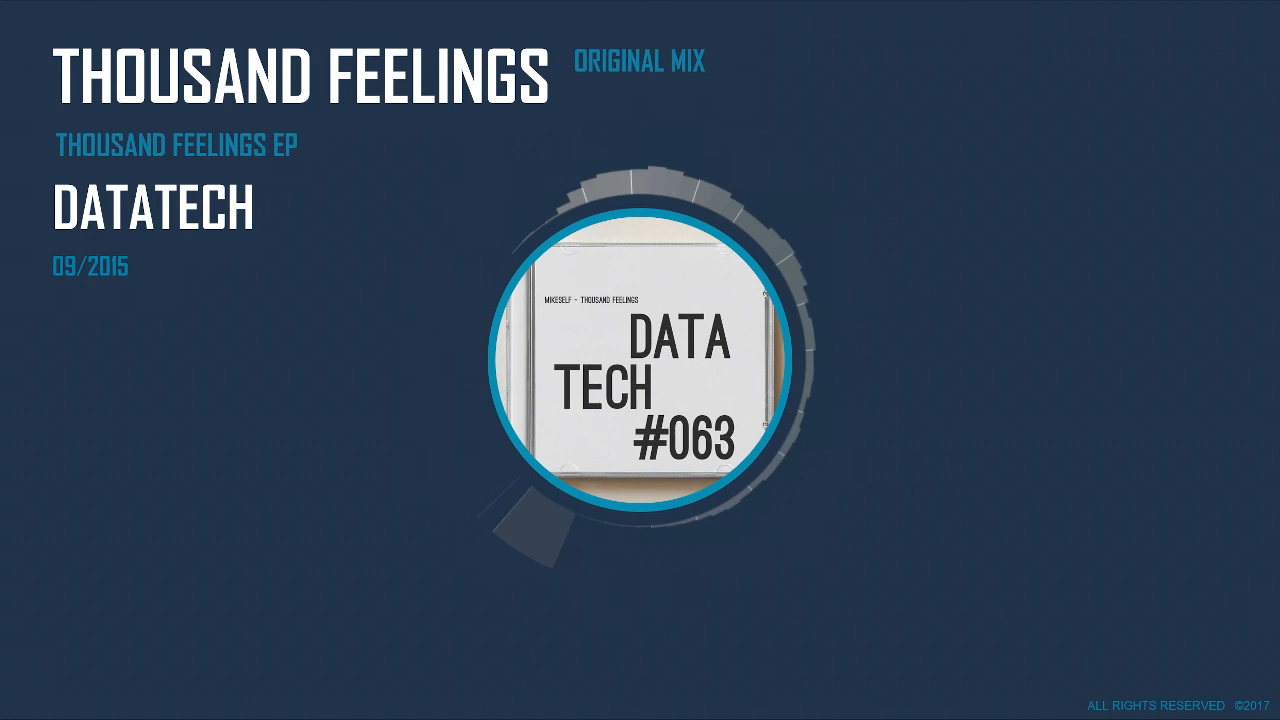 THOUSAND FEELINGS ORIGINAL MIX
THOUSAND FEELINGS EP
DATATECH
09/2015
MIKESELF - THOUSAND FEELINGS
DATA
TECH
#063
ALL RIGHTS RESERVED ©2017